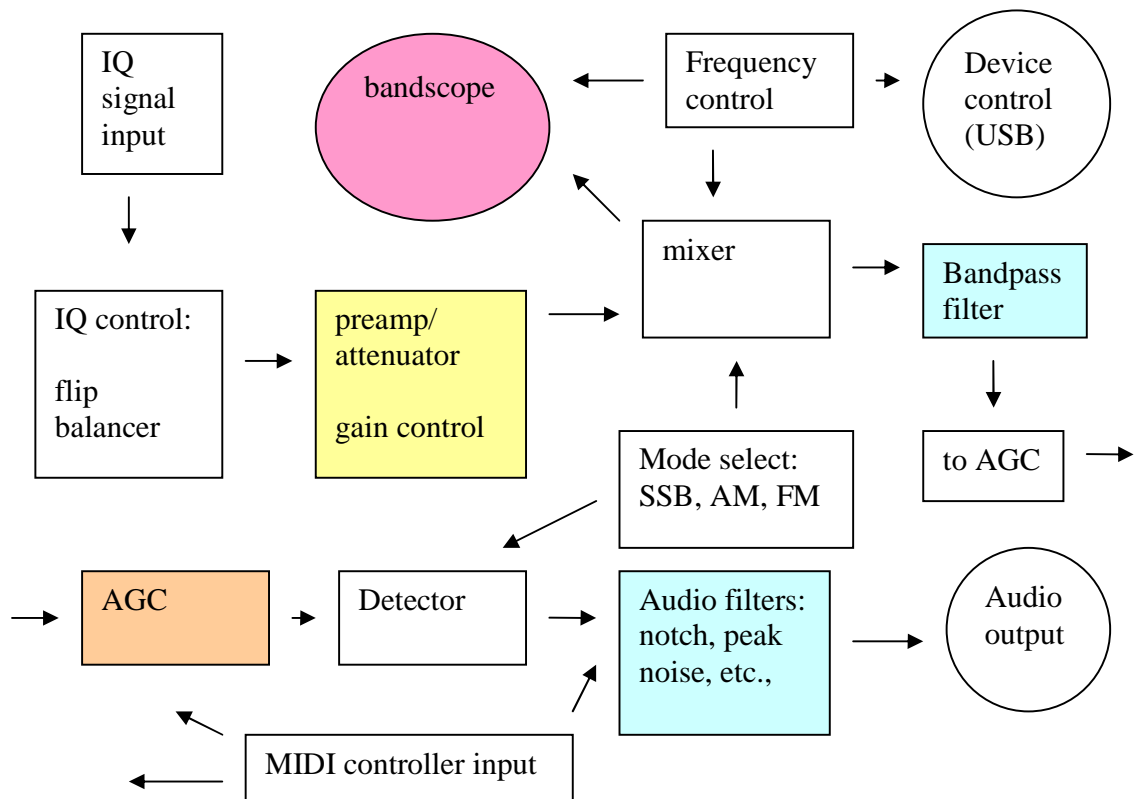 IQ
signal
input
bandscope
Frequency
control
Device
control
(USB)
mixer
Bandpass
filter
IQ control:
flip
balancer
preamp/
attenuator
gain control
Mode select:
SSB, AM, FM
to AGC
AGC
Detector
Audio filters:
notch, peak
noise, etc.,
Audio
output
MIDI controller input